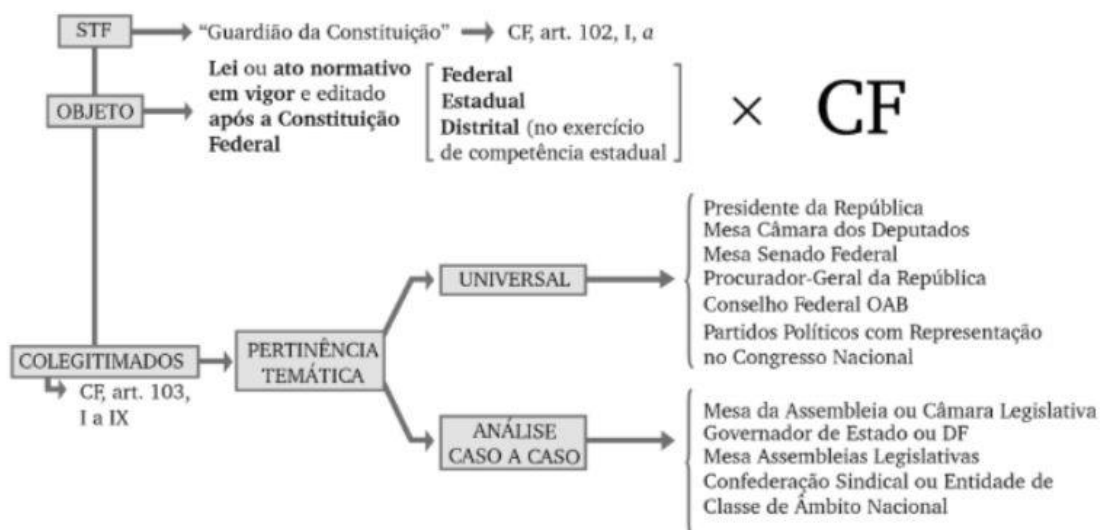 STF
“Guardião da Constituição”
CF, art. 102, I, a
OBJETO
Lei ou ato normativo
em vigor e editado
após a Constituição
Federal
Federal
Estadual
Distrital (no exercício
de competência estadual
× CF
COLEGITIMADOS
CF, art. 103,
I a IX
PERTINÊNCIA
TEMÁTICA
UNIVERSAL
Presidente da República
Mesa Câmara dos Deputados
Mesa Senado Federal
Procurador-Geral da República
Conselho Federal OAB
Partidos Políticos com Representação
no Congresso Nacional
ANÁLISE
CASO A CASO
Mesa da Assembleia ou Câmara Legislativa
Governador de Estado ou DF
Mesa Assembleias Legislativas
Confederação Sindical ou Entidade de
Classe de Âmbito Nacional